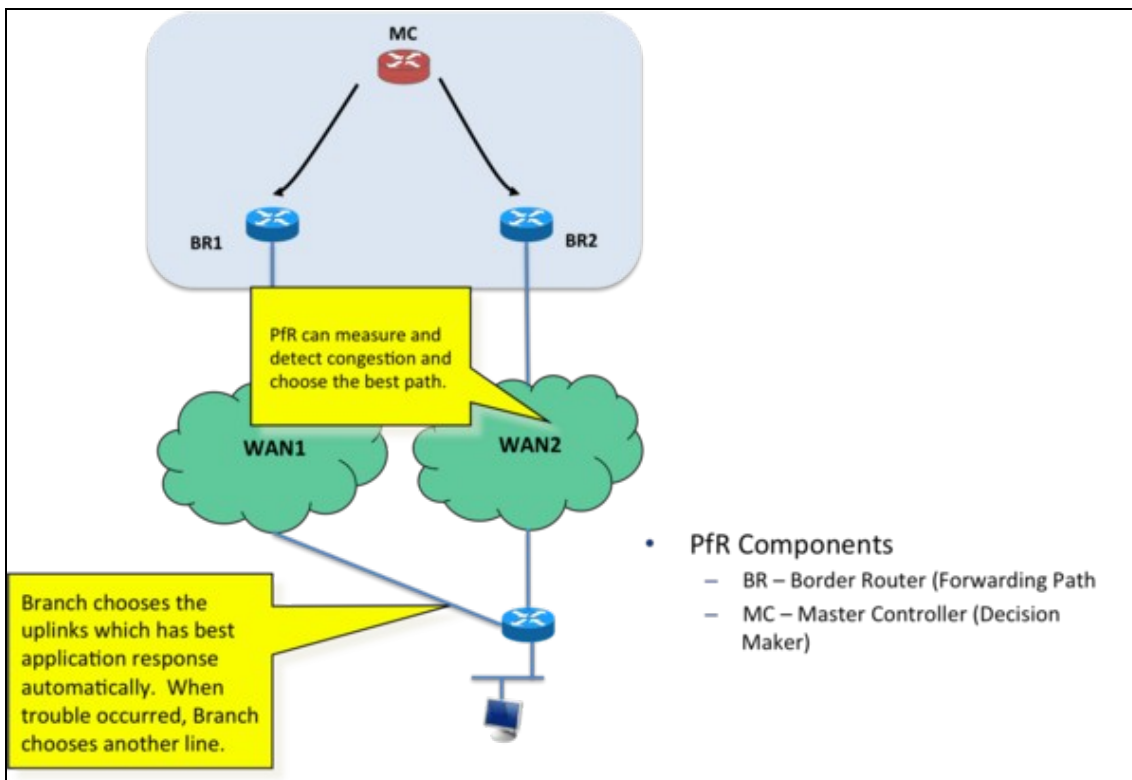 MC
BR1
BR2
PfR can measure and
detect congestion and
choose the best path.
WAN1
WAN2
• PfR Components
– BR – Border Router (Forwarding Path
– MC – Master Controller (Decision
Maker)
Branch chooses the
uplinks which has best
application response
automatically. When
trouble occurred, Branch
chooses another line.